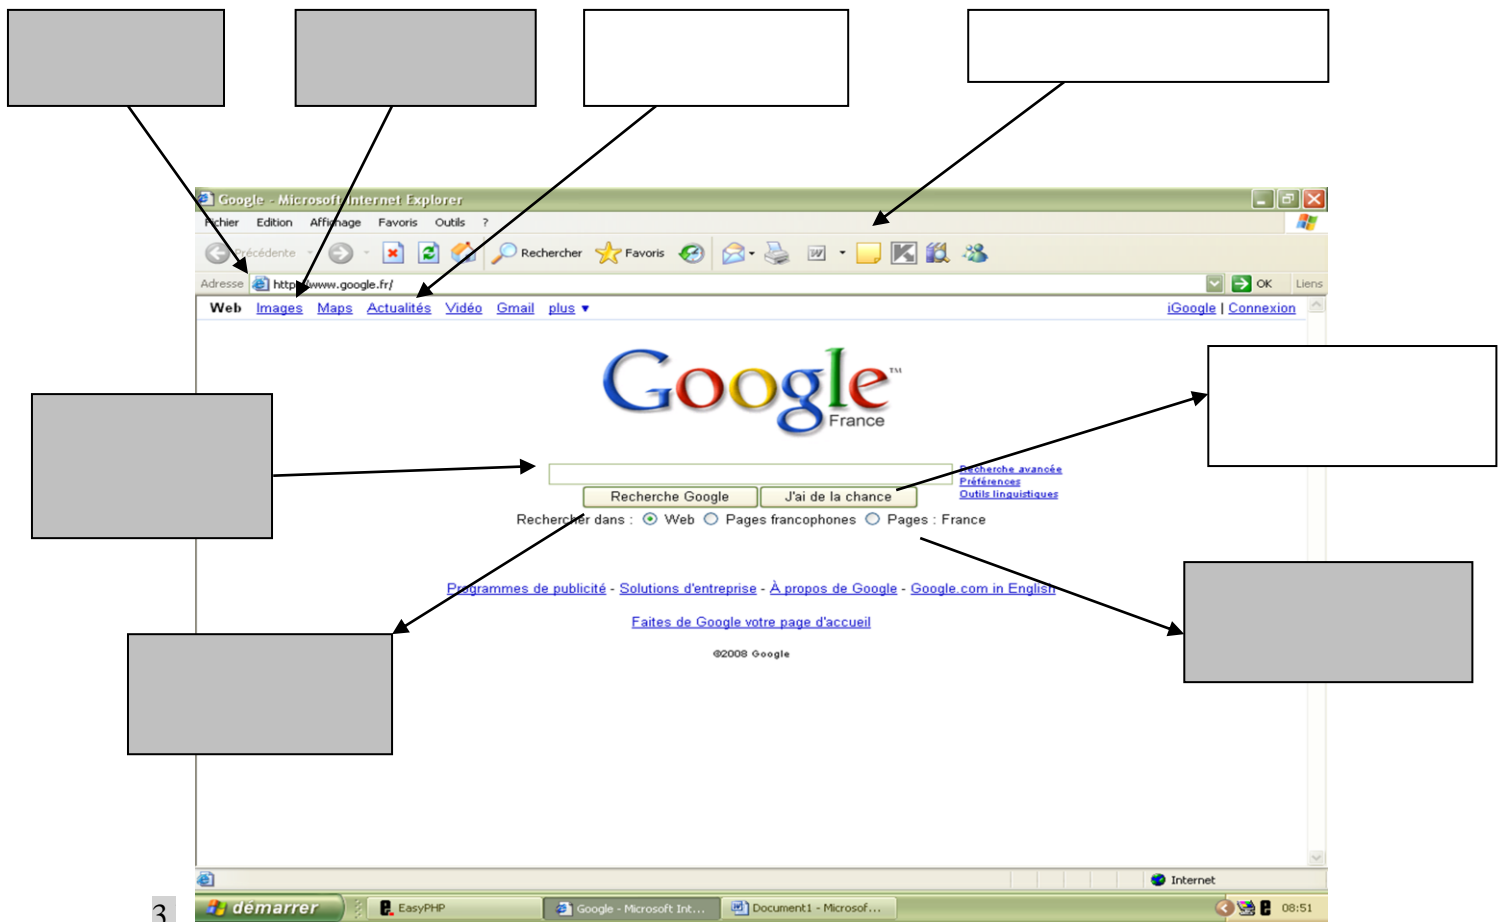 Google - Microsoft Internet Explorer
Fichier Edition Affichage Favoris Outils ?
Précédente Rechercher Favoris
Adresse http://www.google.fr/ OK Liens
Web Images Maps Actualités Vidéo Gmail plus ▼ iGoogle | Connexion
Google™
France
Recherche avancée
Préférences
Outils linguistiques
Recherche Google J'ai de la chance
Rechercher dans : Web Pages francophones Pages : France
Programmes de publicité - Solutions d'entreprise - À propos de Google - Google.com in English
Faites de Google votre page d'accueil
©2008 Google
Internet
3 démarrer EasyPHP Google - Microsoft Int... Document1 - Microsof... 08:51